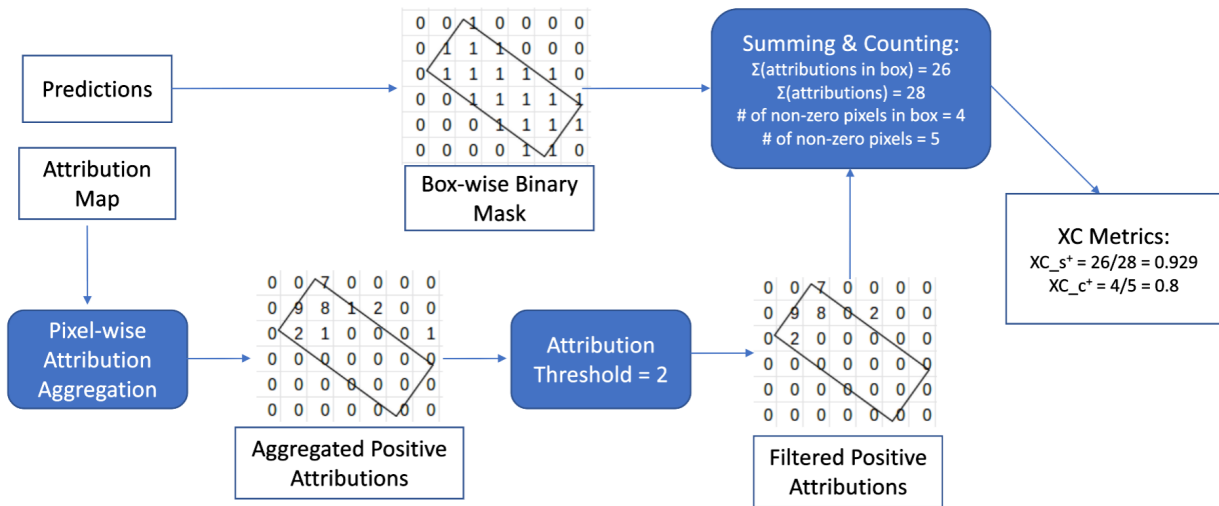 Predictions
0 0 1 0 0 0 0
0 1 1 1 0 0 0
0 1 1 1 1 1 0
0 0 1 1 1 1 1
0 0 0 1 1 1 1
0 0 0 0 1 1 0
Box-wise Binary
Mask
Summing & Counting:
Σ(attributions in box) = 26
Σ(attributions) = 28
# of non-zero pixels in box = 4
# of non-zero pixels = 5
Attribution
Map
XC Metrics:
XC_s⁺ = 26/28 = 0.929
XC_c⁺ = 4/5 = 0.8
Pixel-wise
Attribution
Aggregation
0 0 7 0 0 0 0
0 9 8 1 2 0 0
0 2 1 0 0 0 1
0 0 0 0 0 0 0
0 0 0 0 0 0 0
0 0 0 0 0 0 0
Aggregated Positive
Attributions
Attribution
Threshold = 2
0 0 7 0 0 0 0
0 9 8 0 2 0 0
0 2 0 0 0 0 0
0 0 0 0 0 0 0
0 0 0 0 0 0 0
0 0 0 0 0 0 0
Filtered Positive
Attributions